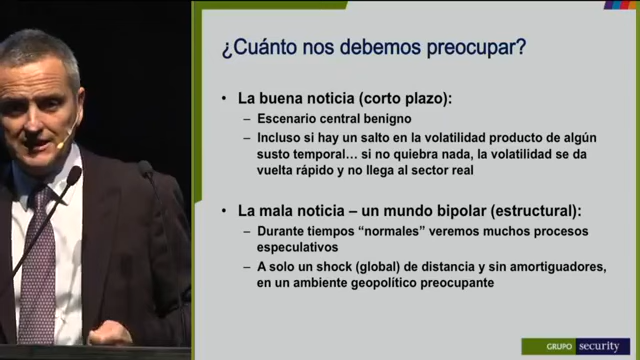 ¿Cuánto nos debemos preocupar?
• La buena noticia (corto plazo):
– Escenario central benigno
– Incluso si hay un salto en la volatilidad producto de algún
susto temporal… si no quiebra nada, la volatilidad se da
vuelta rápido y no llega al sector real
• La mala noticia – un mundo bipolar (estructural):
– Durante tiempos “normales” veremos muchos procesos
especulativos
– A solo un shock (global) de distancia y sin amortiguadores,
en un ambiente geopolítico preocupante
GRUPO security